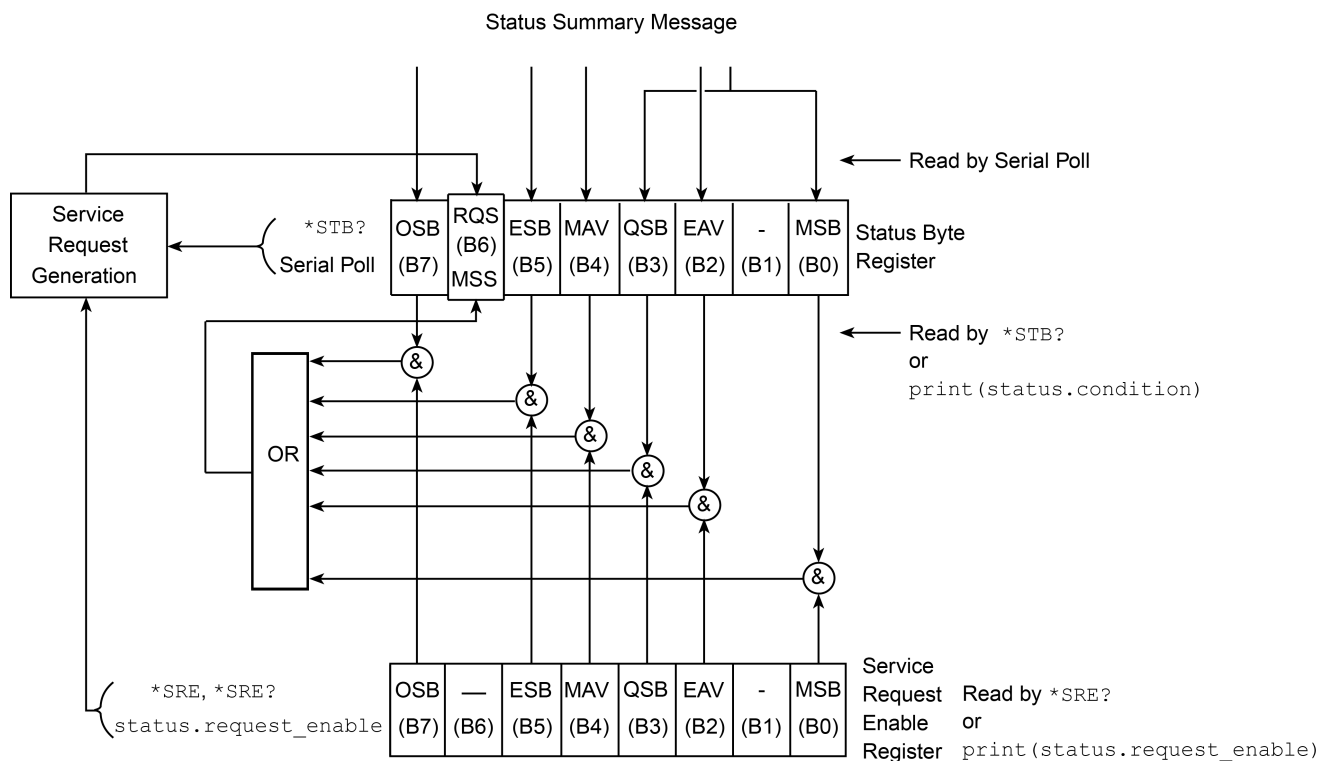 Status Summary Message
Read by Serial Poll
Service
Request
Generation
*STB?
Serial Poll
OSB
(B7)
RQS
(B6)
MSS
ESB
(B5)
MAV
(B4)
QSB
(B3)
EAV
(B2)
-
(B1)
MSB
(B0)
Status Byte
Register
Read by *STB?
or
print(status.condition)
&
&
&
&
&
&
OR
*SRE, *SRE?
status.request_enable
OSB
(B7)
—
(B6)
ESB
(B5)
MAV
(B4)
QSB
(B3)
EAV
(B2)
-
(B1)
MSB
(B0)
Service
Request
Enable
Register
Read by *SRE?
or
print(status.request_enable)